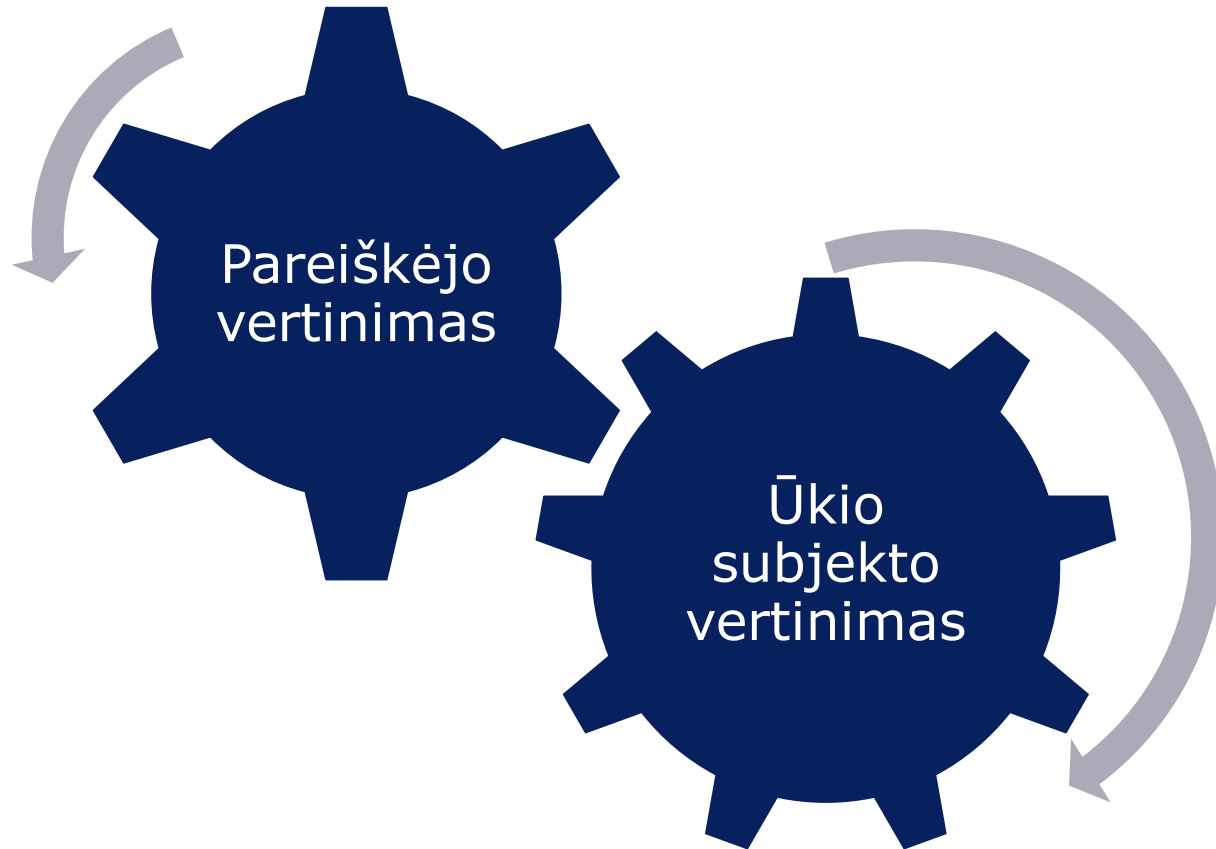 Pareiškėjo
vertinimas
Ūkio
subjekto
vertinimas